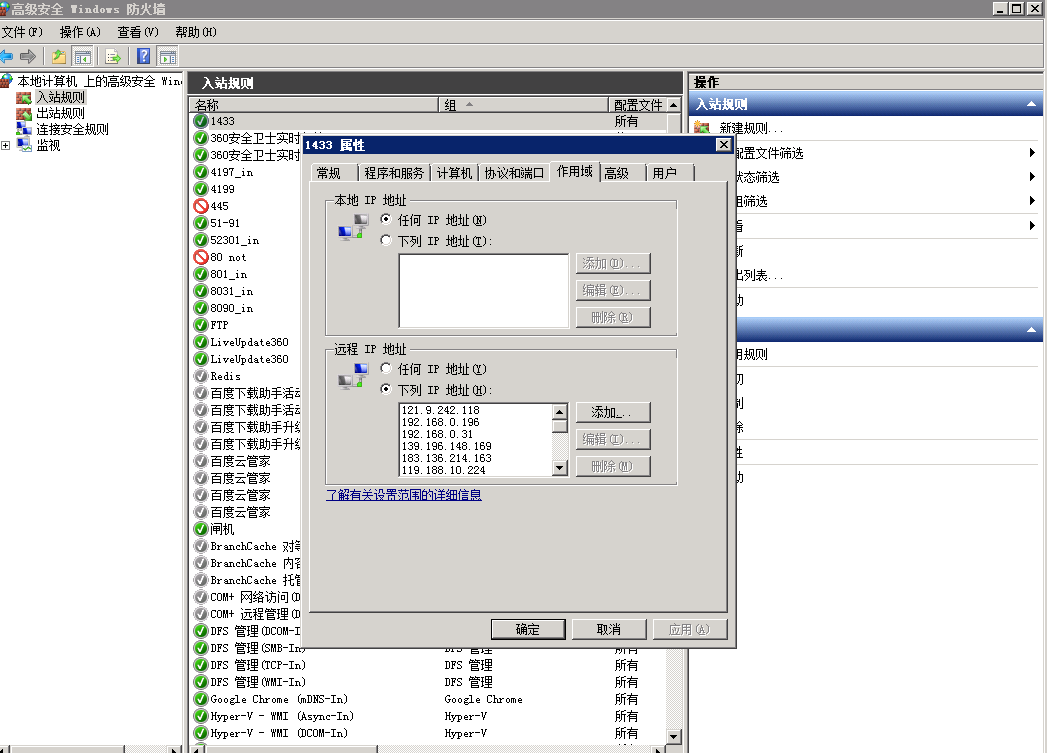 高级安全 Windows 防火墙
文件(F) 操作(A) 查看(V) 帮助(H)
本地计算机 上的高级安全 Win
入站规则
出站规则
连接安全规则
监视
入站规则
名称 组 配置文件
1433 所有
360安全卫士实时
360安全卫士实时
4197_in
4199
445
51-91
52301_in
80 not
801_in
8031_in
8090_in
FTP
LiveUpdate360
LiveUpdate360
Redis
百度下载助手活动
百度下载助手活动
百度下载助手升级
百度下载助手升级
百度云管家
百度云管家
百度云管家
百度云管家
闸机
BranchCache 对等
BranchCache 内容
BranchCache 托管
COM+ 网络访问(D
COM+ 远程管理(D
DFS 管理(DCOM-I
DFS 管理(SMB-In) DFS 管理 所有
DFS 管理(TCP-In) DFS 管理 所有
DFS 管理(WMI-In) DFS 管理 所有
Google Chrome (mDNS-In) Google Chrome 所有
Hyper-V - WMI (Async-In) Hyper-V 所有
Hyper-V - WMI (DCOM-In) Hyper-V 所有
1433 属性
常规 程序和服务 计算机 协议和端口 作用域 高级 用户
本地 IP 地址
任何 IP 地址(N)
下列 IP 地址(T):
添加(D)...
编辑(E)...
删除(R)
远程 IP 地址
任何 IP 地址(Y)
下列 IP 地址(H):
121.9.242.118
192.168.0.196
192.168.0.31
139.196.148.169
183.136.214.163
119.188.10.224
添加...
编辑(I)...
删除(M)
了解有关设置范围的详细信息
确定 取消 应用(A)
操作
入站规则
新建规则...
配置文件筛选
状态筛选
组筛选
看
新
出列表...
助
用规则
切
制
除
性
助